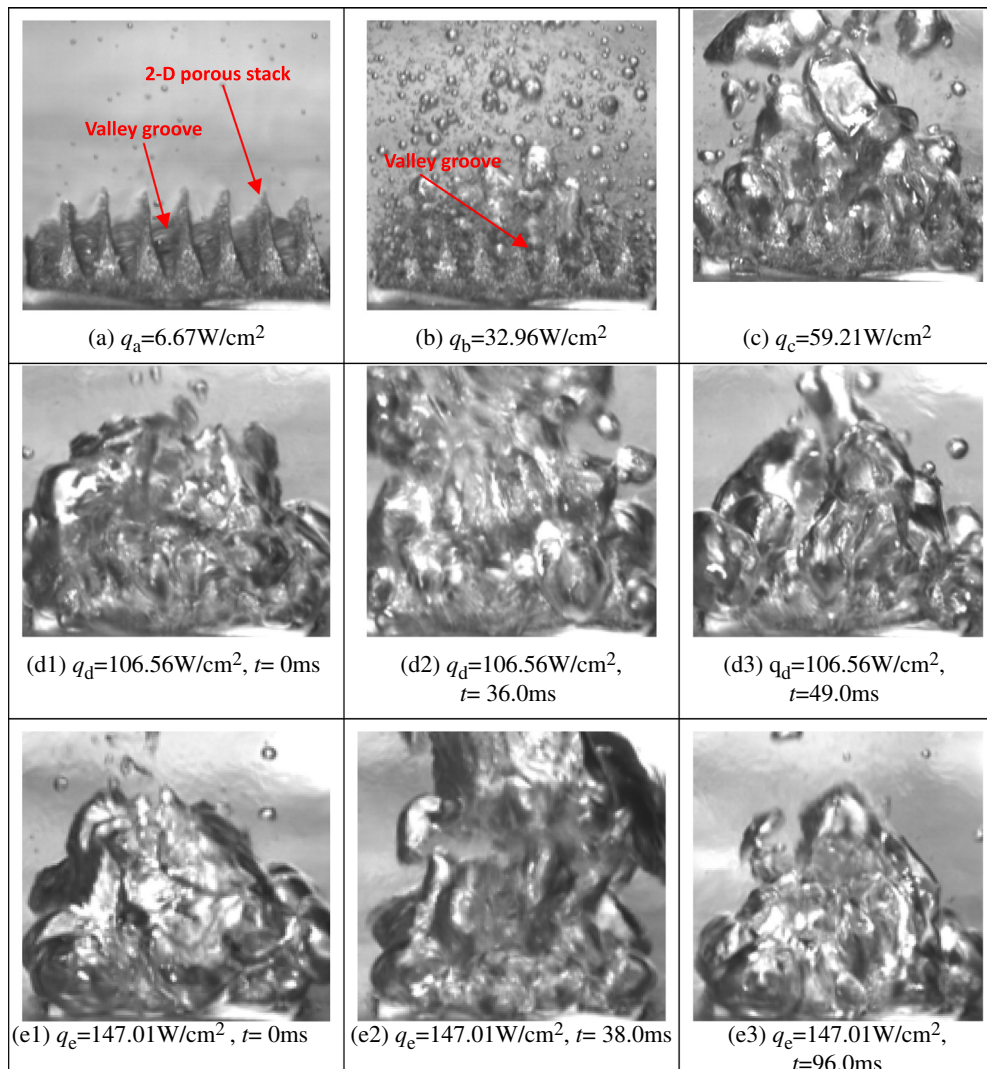 2-D porous stack
Valley groove
Valley groove
(a) qa=6.67W/cm2
(b) qb=32.96W/cm2
(c) qc=59.21W/cm2
(d1) qd=106.56W/cm2, t= 0ms
(d2) qd=106.56W/cm2,
t= 36.0ms
(d3) qd=106.56W/cm2,
t=49.0ms
(e1) qe=147.01W/cm2 , t= 0ms
(e2) qe=147.01W/cm2, t= 38.0ms
(e3) qe=147.01W/cm2,
t=96.0ms